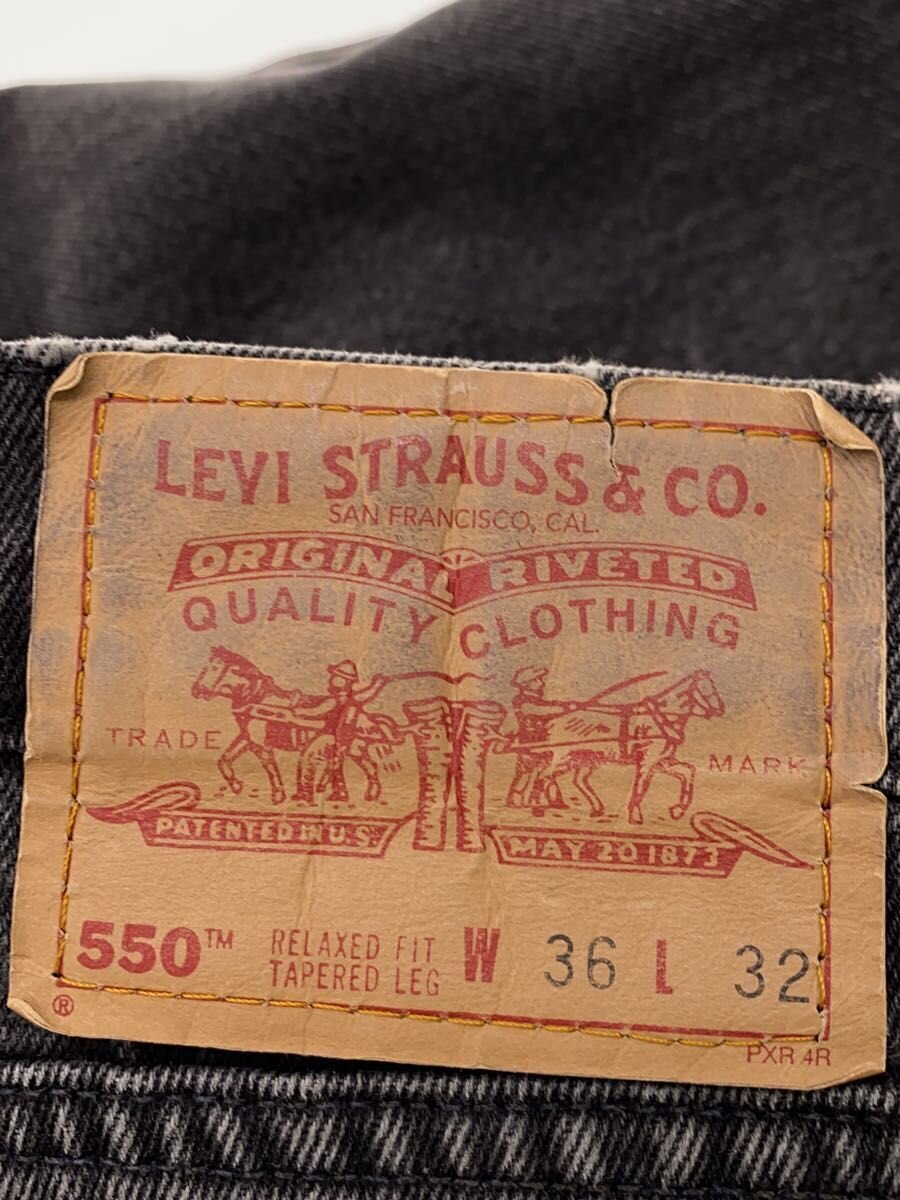 LEVI STRAUSS & CO.
SAN FRANCISCO, CAL.
ORIGINAL RIVETED
QUALITY CLOTHING
TRADE MARK
PATENTED IN U.S. MAY 20 1873
550™ RELAXED FIT W 36 L 32
TAPERED LEG
® PXR 4R